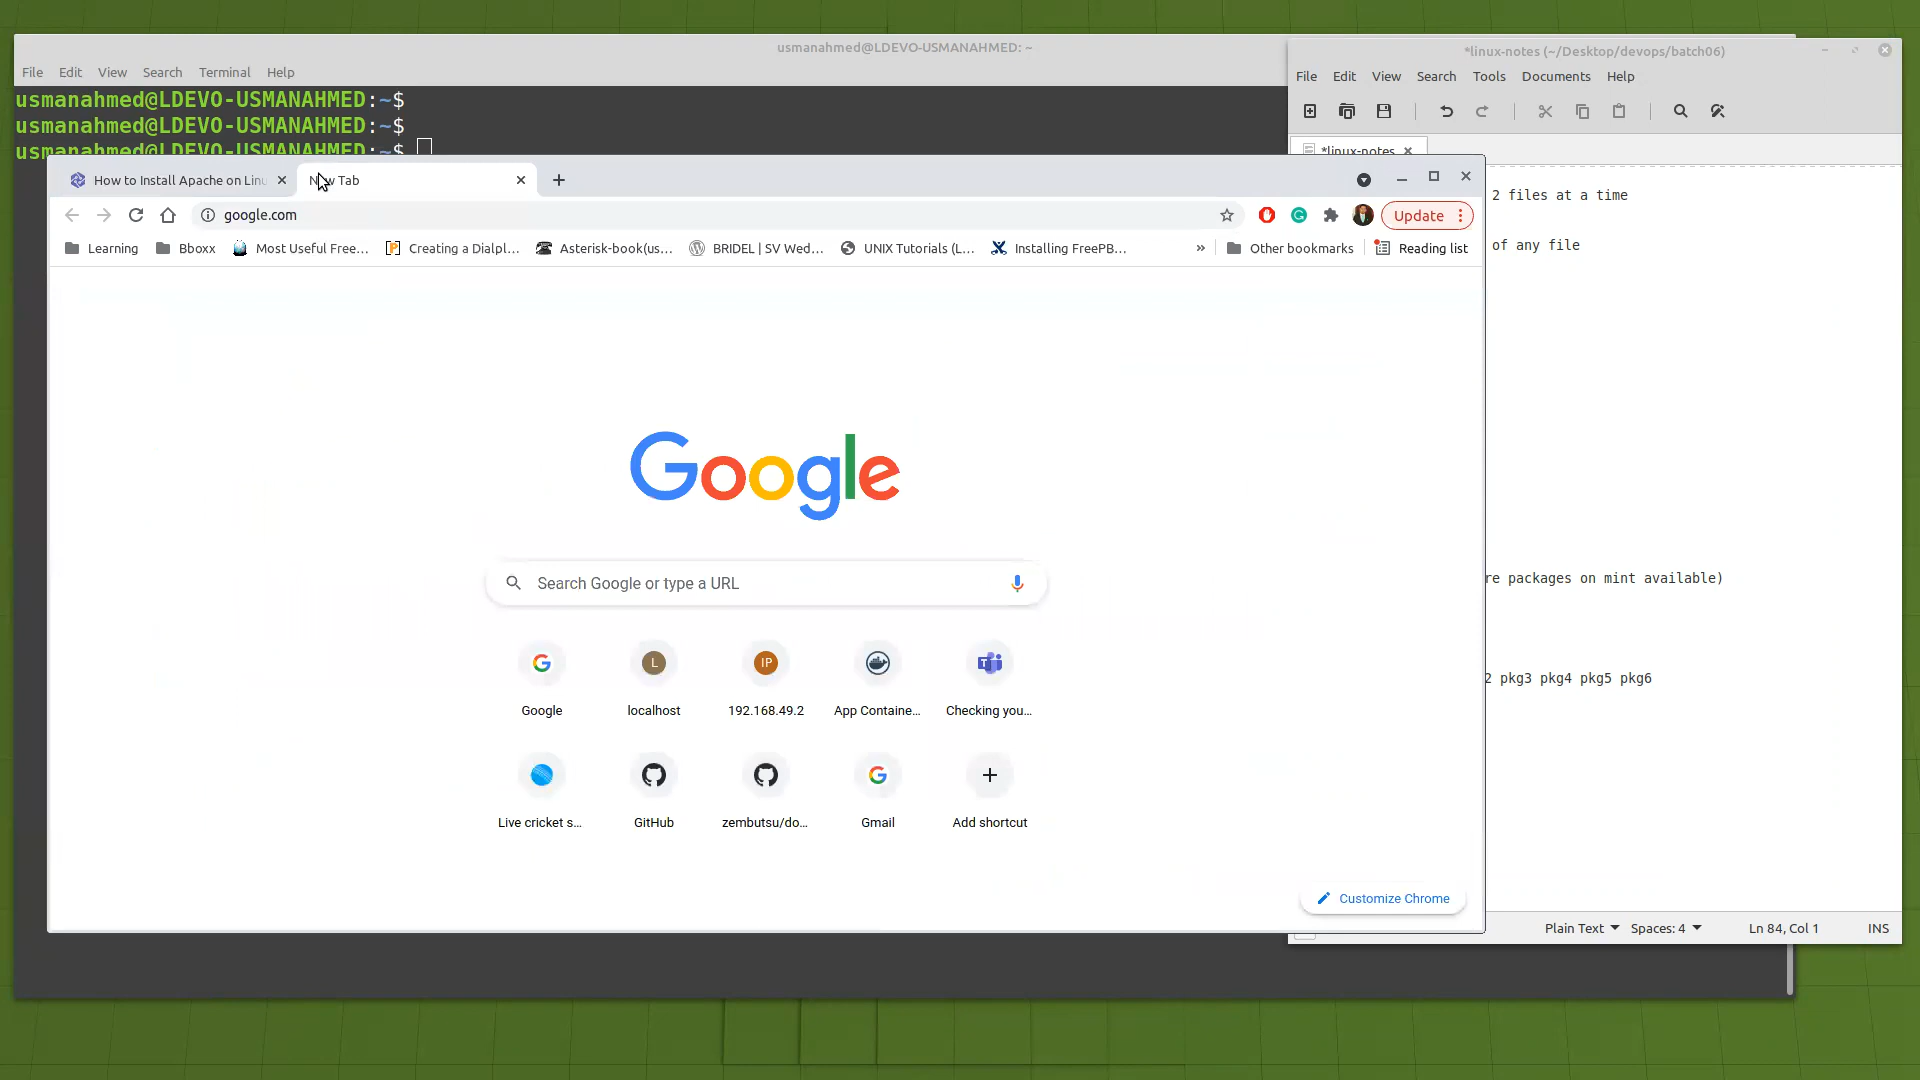 usmanahmed@LDEVO-USMANAHMED: ~
File Edit View Search Terminal Help
usmanahmed@LDEVO-USMANAHMED:~$
usmanahmed@LDEVO-USMANAHMED:~$
usmanahmed@LDEVO-USMANAHMED:~$
*linux-notes (~/Desktop/devops/batch06)
File Edit View Search Tools Documents Help
*linux-notes
2 files at a time
of any file
re packages on mint available)
2 pkg3 pkg4 pkg5 pkg6
Plain Text Spaces: 4 Ln 84, Col 1 INS
How to Install Apache on Linu
New Tab
google.com
Update
Learning Bboxx Most Useful Free... Creating a Dialpl... Asterisk-book(us... BRIDEL | SV Wed... UNIX Tutorials (L... Installing FreePB... » Other bookmarks Reading list
Google
Search Google or type a URL
L IP
Google localhost 192.168.49.2 App Containe... Checking you...
Live cricket s... GitHub zembutsu/do... Gmail Add shortcut
Customize Chrome